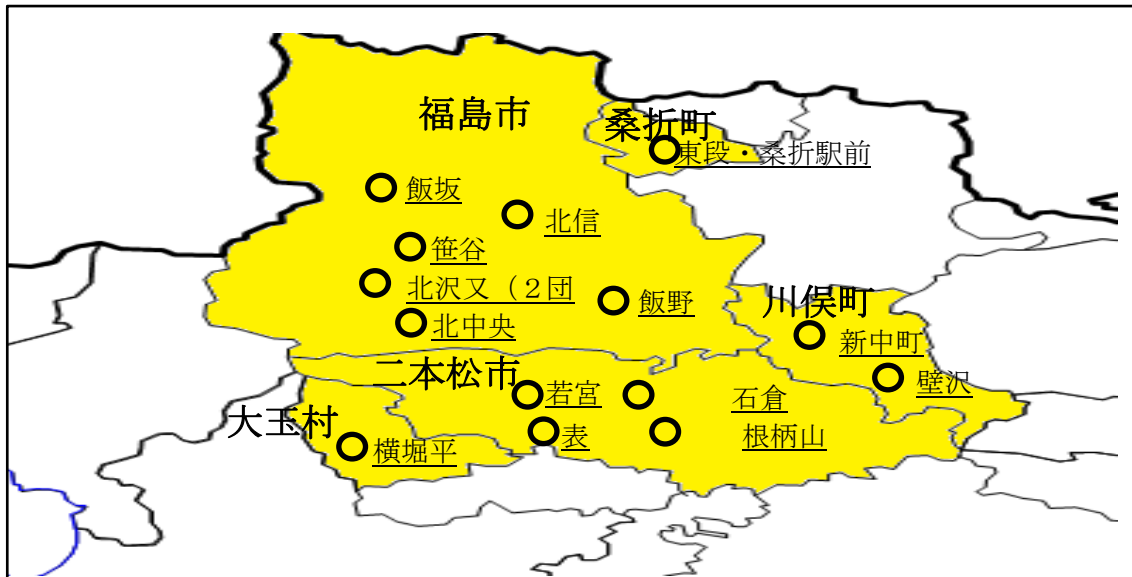 福島市
桑折町
東段・桑折駅前
飯坂
北信
笹谷
北沢又（２団
飯野
川俣町
北中央
新中町
二本松市
壁沢
若宮
石倉
大玉村
表
根柄山
横堀平